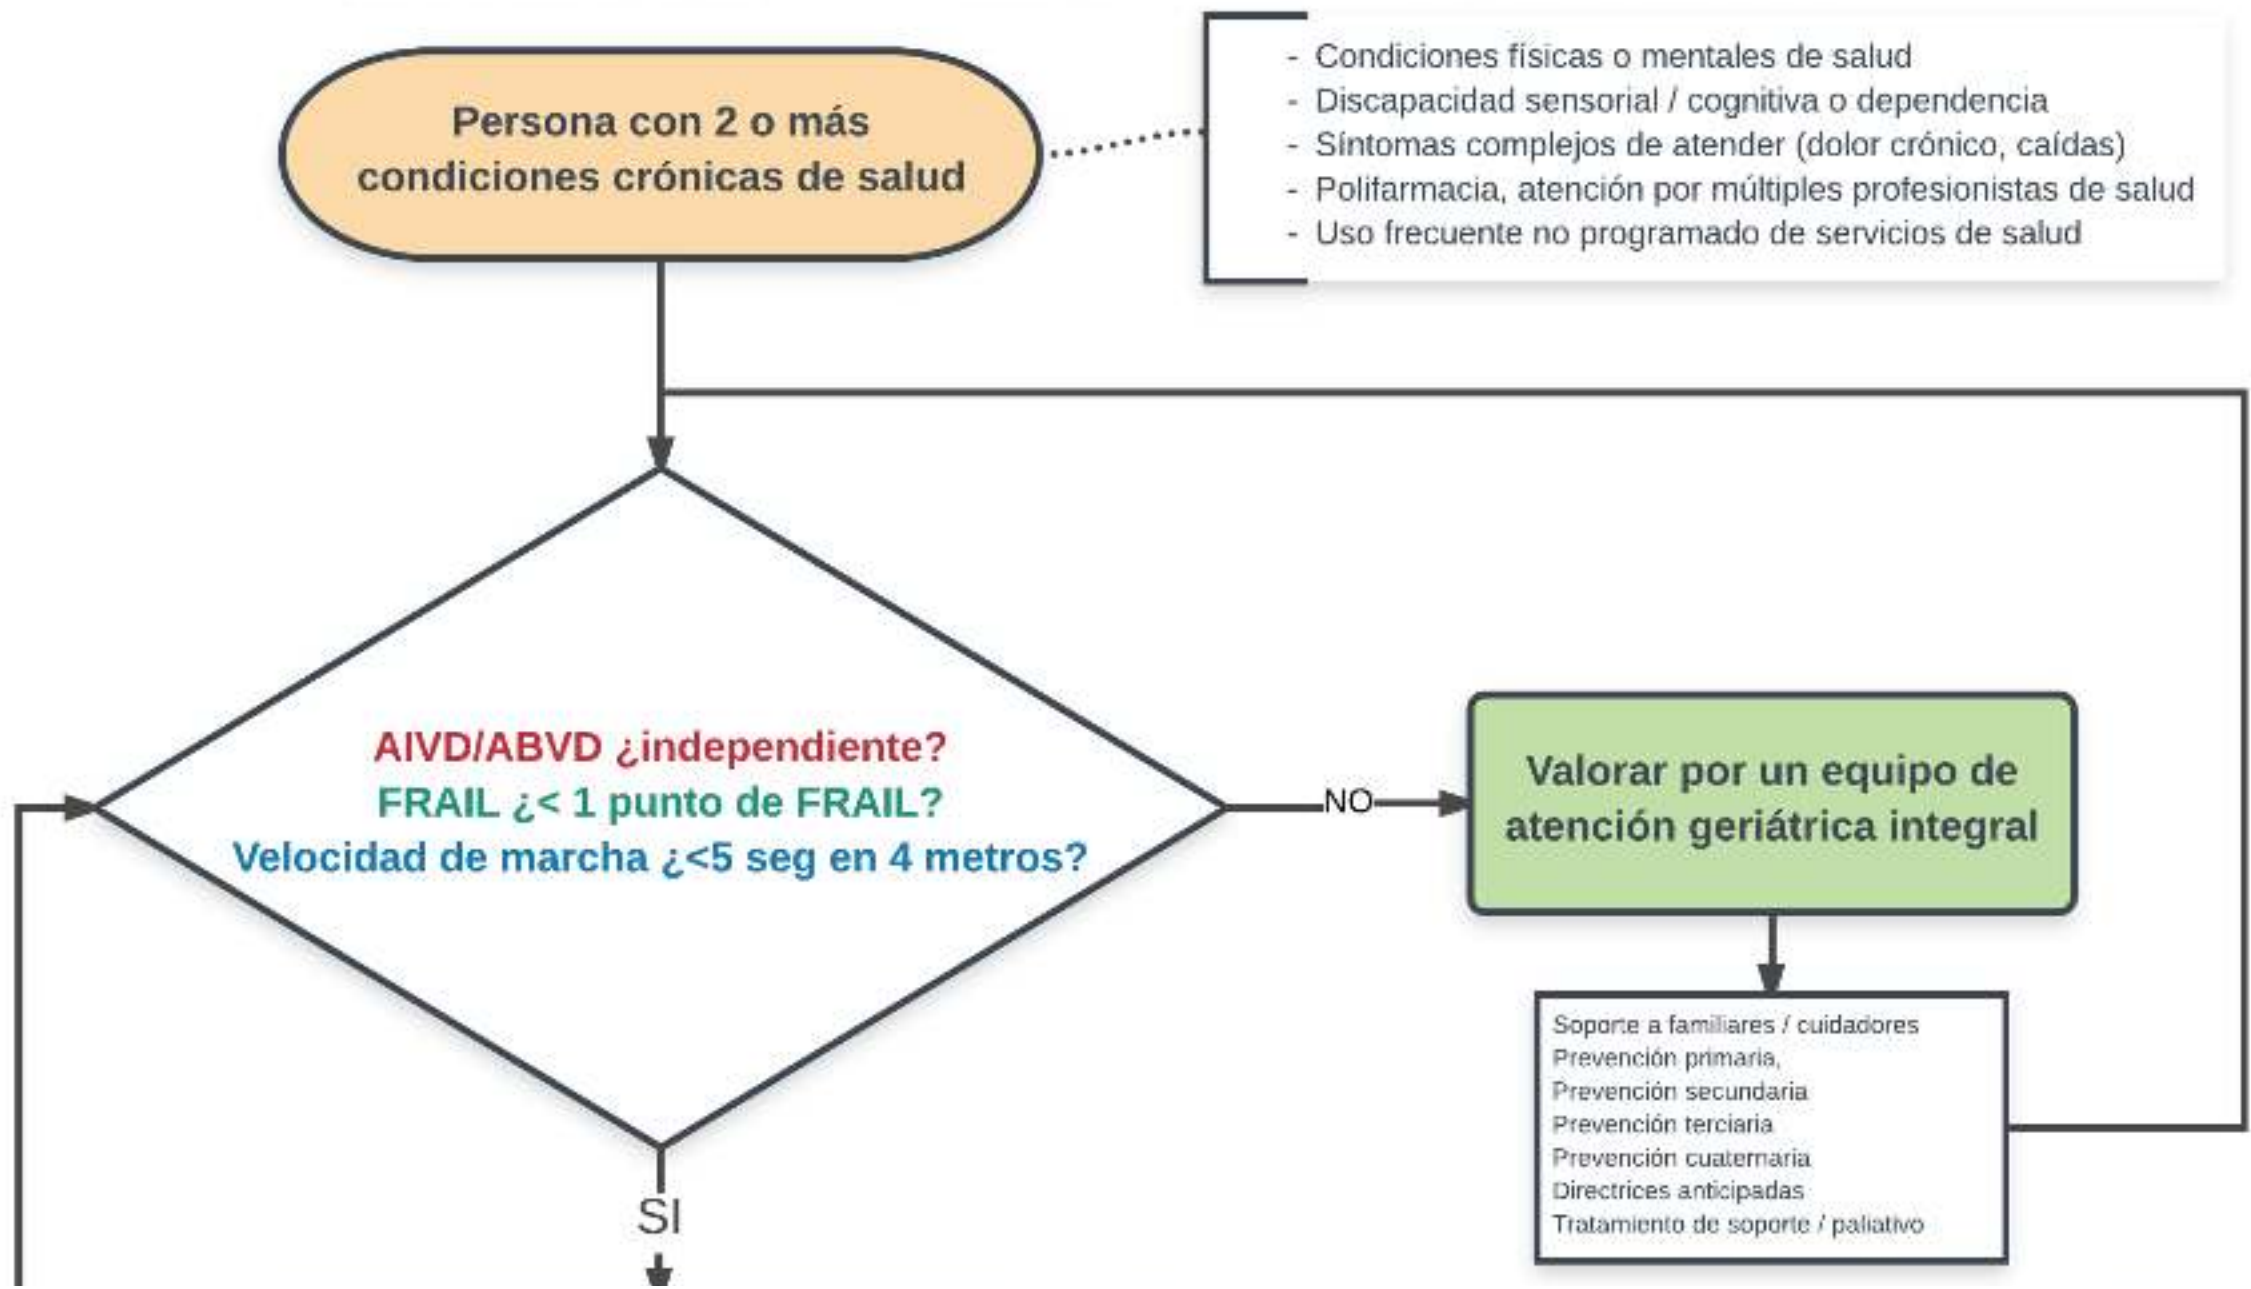 Persona con 2 o más
condiciones crónicas de salud
- Condiciones físicas o mentales de salud
- Discapacidad sensorial / cognitiva o dependencia
- Síntomas complejos de atender (dolor crónico, caídas)
- Polifarmacia, atención por múltiples profesionistas de salud
- Uso frecuente no programado de servicios de salud
AIVD/ABVD ¿independiente?
FRAIL ¿< 1 punto de FRAIL?
Velocidad de marcha ¿<5 seg en 4 metros?
NO
Valorar por un equipo de
atención geriátrica integral
Soporte a familiares / cuidadores
Prevención primaria,
Prevención secundaria
Prevención terciaria
Prevención cuaternaria
Directrices anticipadas
Tratamiento de soporte / paliativo
SI